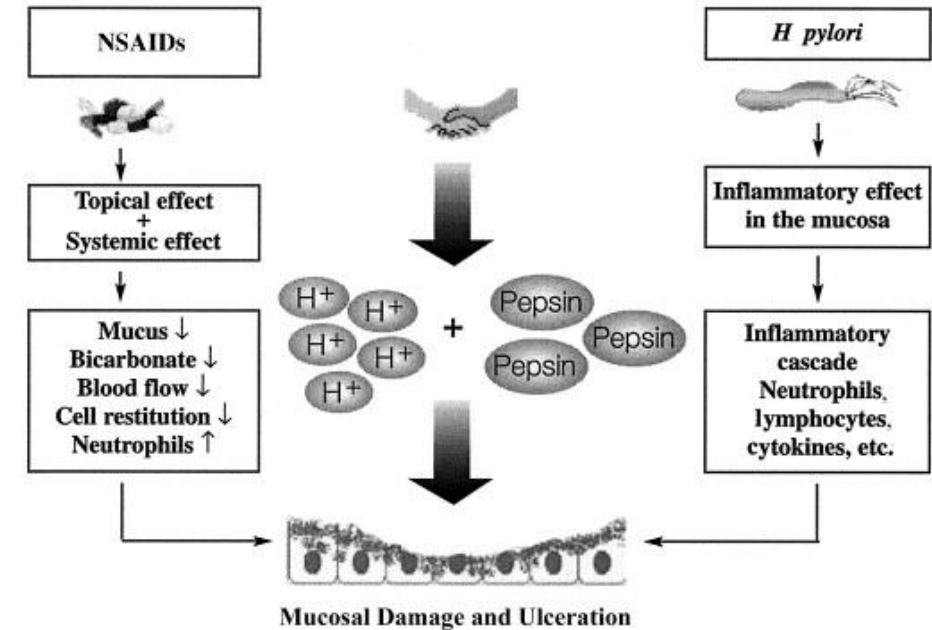 NSAIDs
H pylori
Topical effect
+
Systemic effect
Inflammatory effect
in the mucosa
H+
H+
H+
H+
H+
+
Pepsin
Pepsin
Pepsin
Mucus ↓
Bicarbonate ↓
Blood flow ↓
Cell restitution ↓
Neutrophils ↑
Inflammatory
cascade
Neutrophils,
lymphocytes,
cytokines, etc.
Mucosal Damage and Ulceration